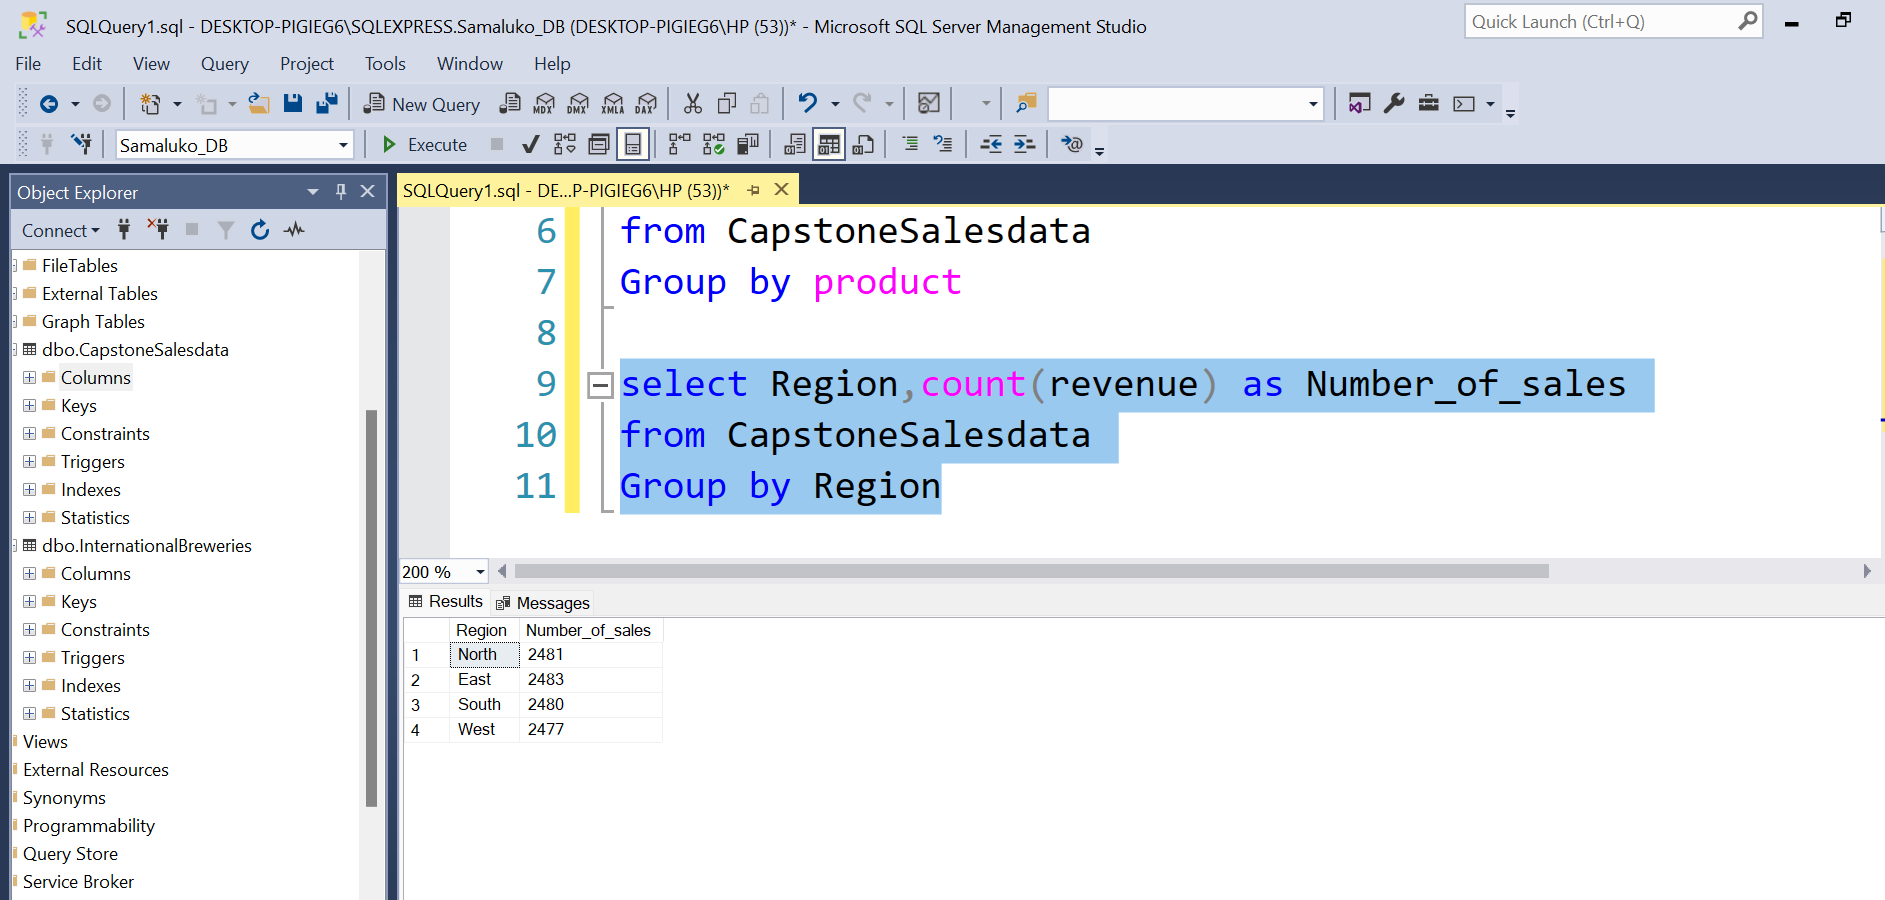 SQLQuery1.sql - DESKTOP-PIGIEG6\SQLEXPRESS.Samaluko_DB (DESKTOP-PIGIEG6\HP (53))* - Microsoft SQL Server Management Studio
Quick Launch (Ctrl+Q)
File Edit View Query Project Tools Window Help
New Query MDX DMX XMLA DAX
Samaluko_DB Execute
Object Explorer
SQLQuery1.sql - DE...P-PIGIEG6\HP (53))*
Connect
FileTables
External Tables
Graph Tables
dbo.CapstoneSalesdata
Columns
Keys
Constraints
Triggers
Indexes
Statistics
dbo.InternationalBreweries
Columns
Keys
Constraints
Triggers
Indexes
Statistics
Views
External Resources
Synonyms
Programmability
Query Store
Service Broker
6 from CapstoneSalesdata
7 Group by product
8
9 select Region,count(revenue) as Number_of_sales
10 from CapstoneSalesdata
11 Group by Region
200 %
Results Messages
Region Number_of_sales
1 North 2481
2 East 2483
3 South 2480
4 West 2477